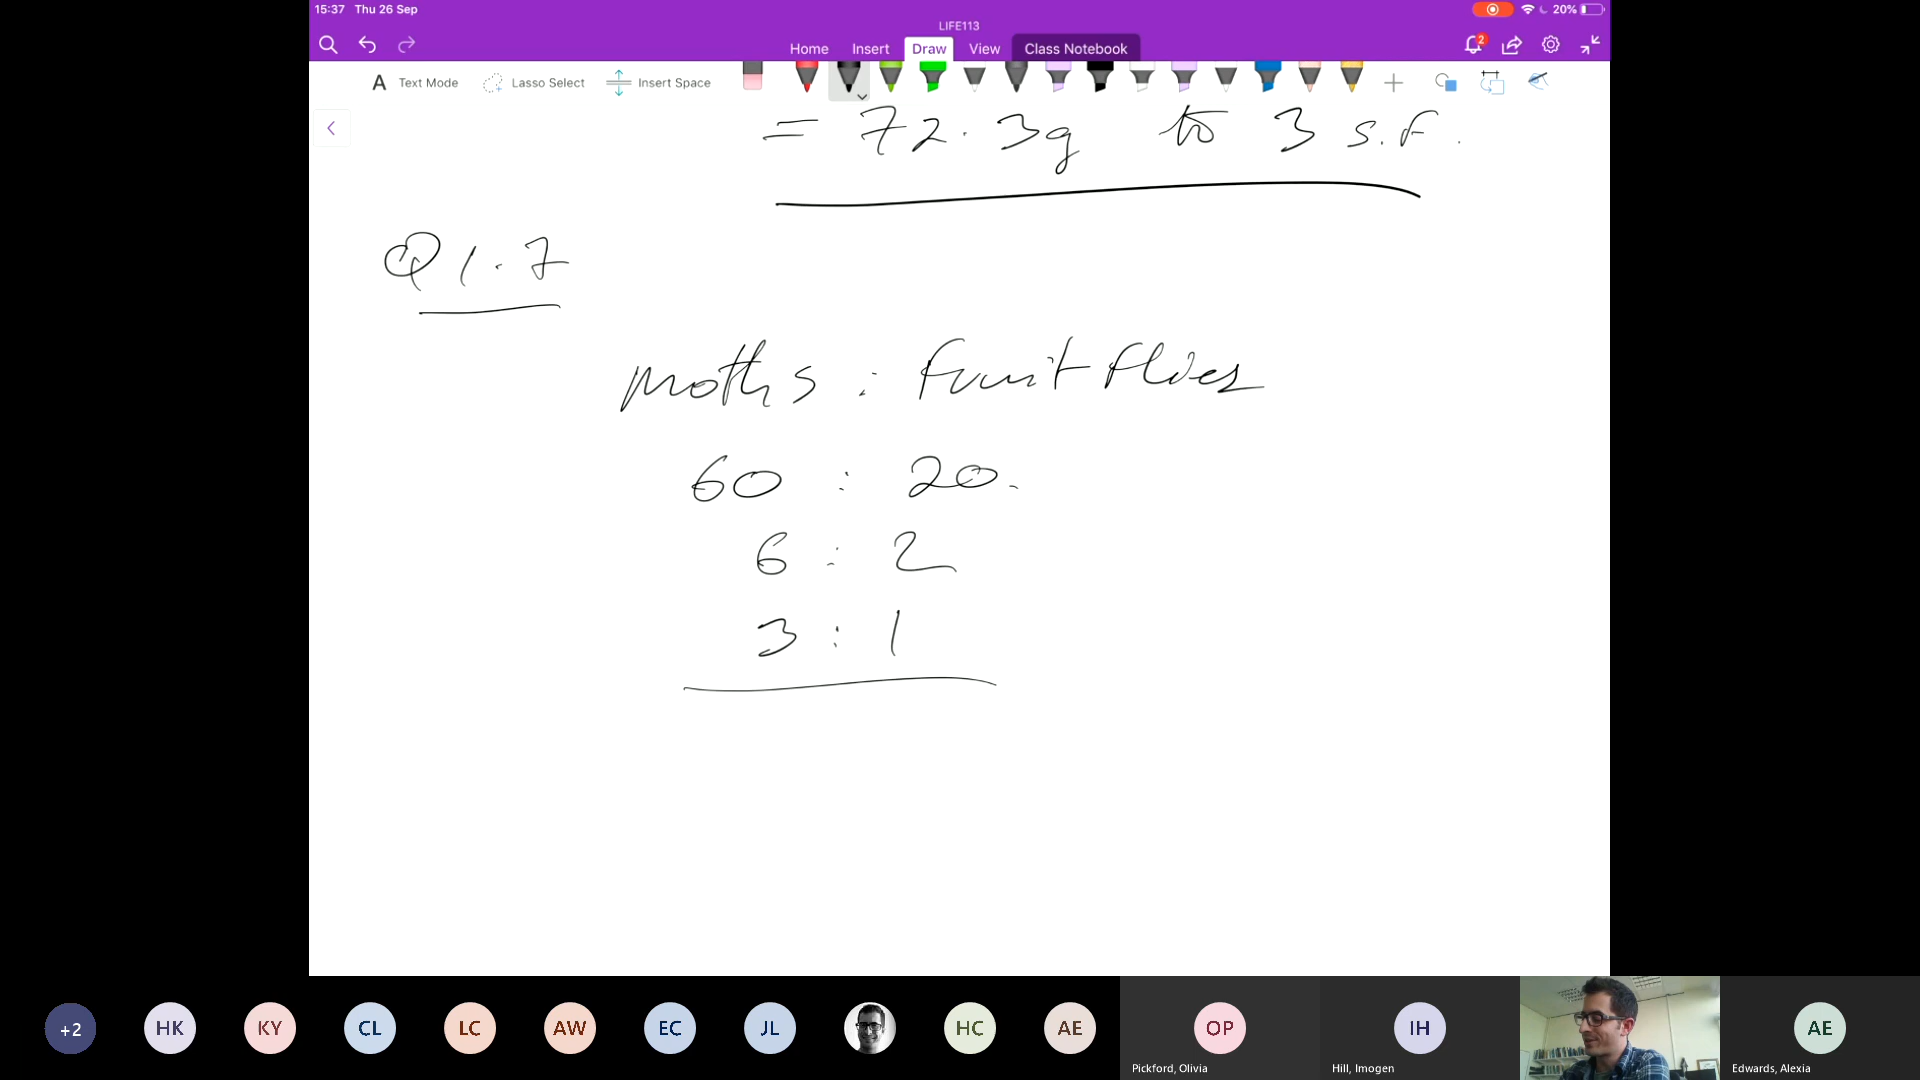 15:37 Thu 26 Sep
20%
LIFE113
Home Insert Draw View Class Notebook
2
Text Mode Lasso Select Insert Space
= 72.3g to 3 s.f.
Q1.7
moths : fruit flies
60 : 20.
6 : 2
3 : 1
+2 HK KY CL LC AW EC JL HC AE OP IH AE
Pickford, Olivia Hill, Imogen Edwards, Alexia